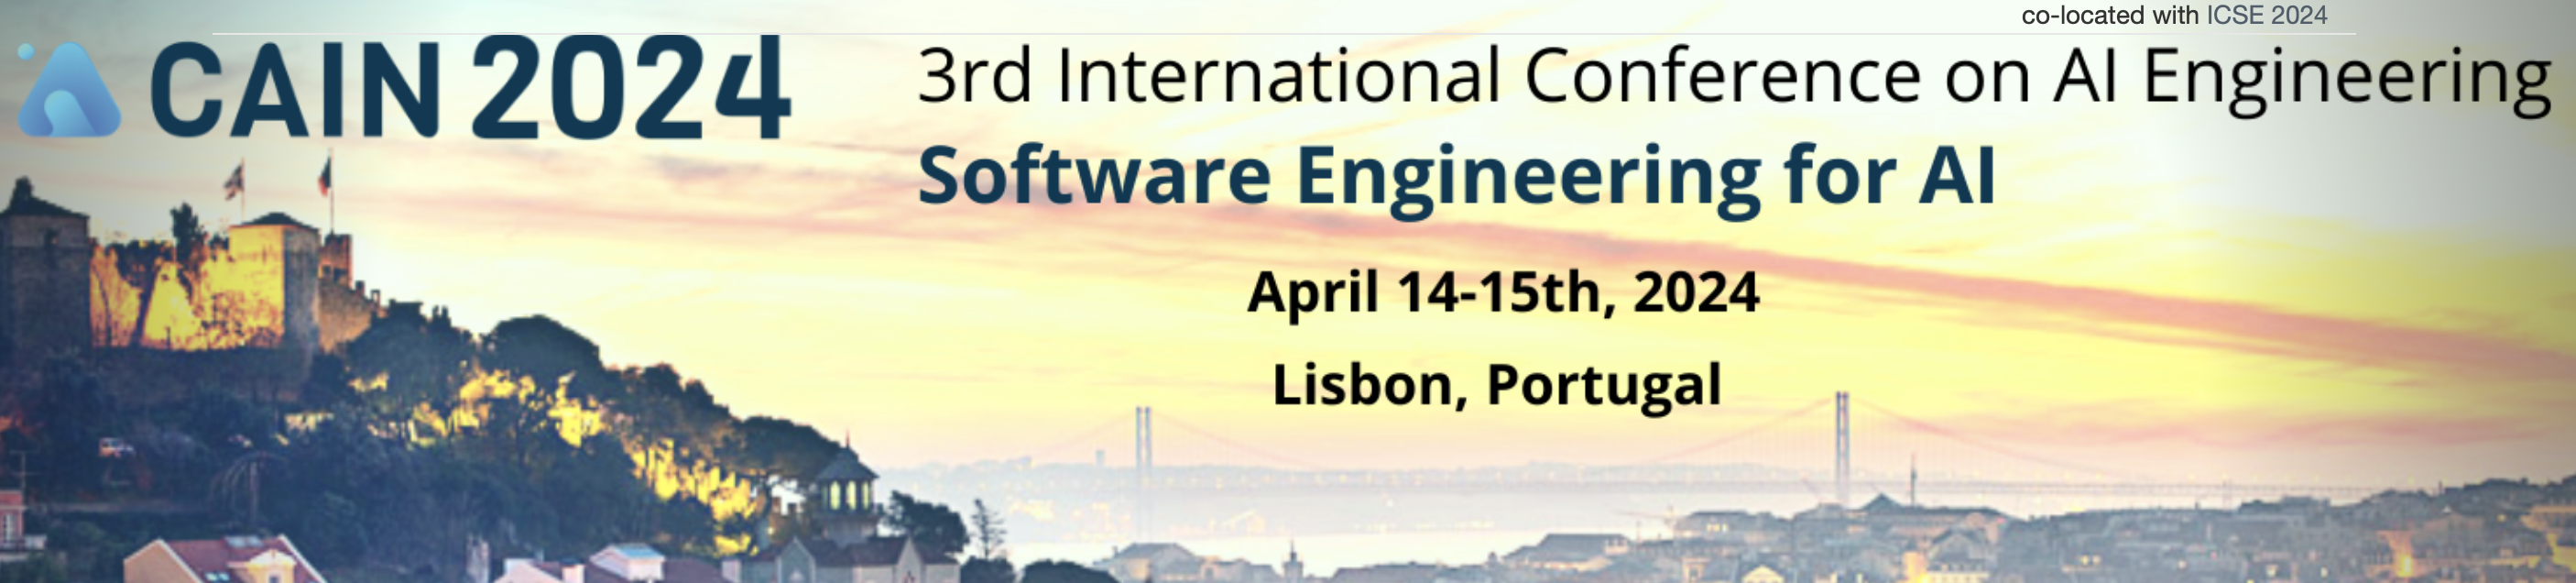 co-located with ICSE 2024
CAIN 2024
3rd International Conference on AI Engineering
Software Engineering for AI
April 14-15th, 2024
Lisbon, Portugal